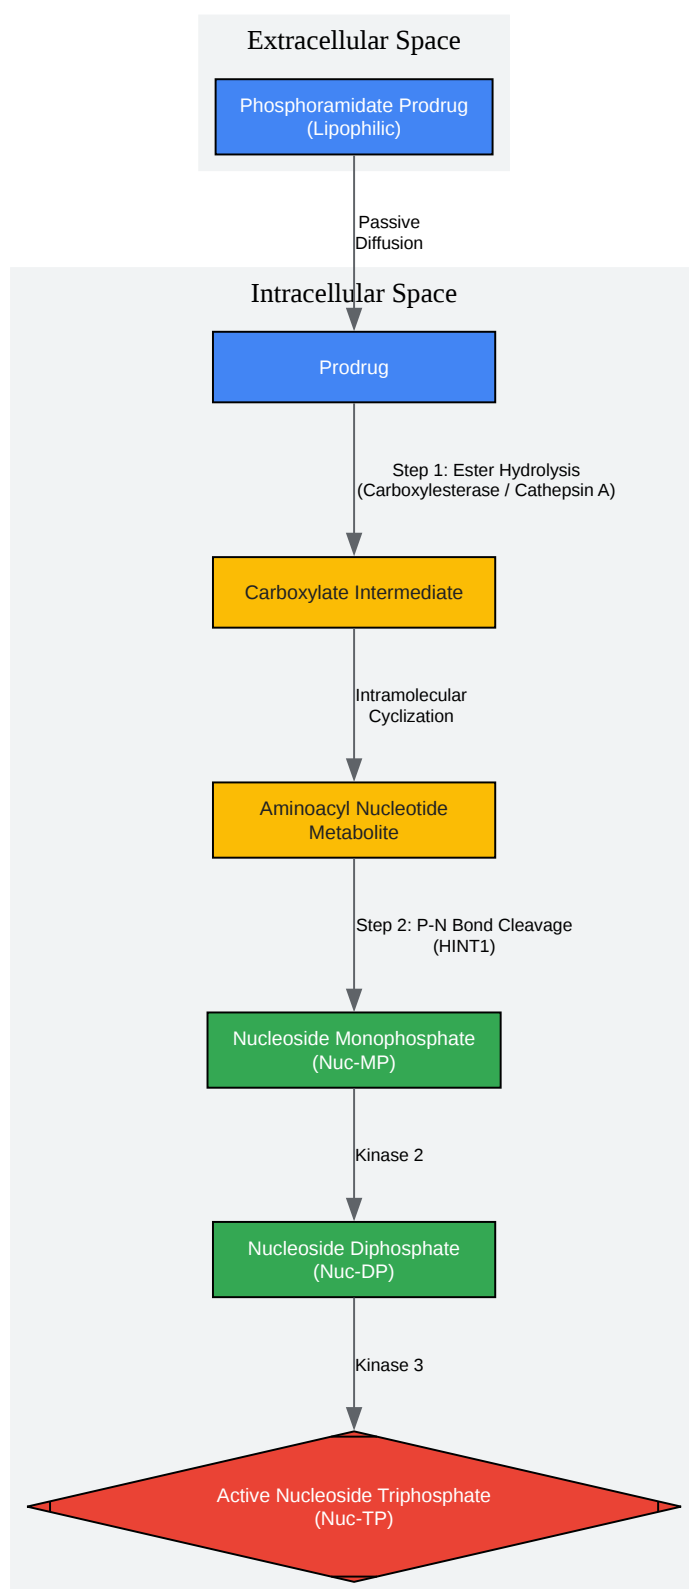 Extracellular Space
Phosphoramidate Prodrug
(Lipophilic)
Passive
Diffusion
Intracellular Space
Prodrug
Step 1: Ester Hydrolysis
(Carboxylesterase / Cathepsin A)
Carboxylate Intermediate
Intramolecular
Cyclization
Aminoacyl Nucleotide
Metabolite
Step 2: P-N Bond Cleavage
(HINT1)
Nucleoside Monophosphate
(Nuc-MP)
Kinase 2
Nucleoside Diphosphate
(Nuc-DP)
Kinase 3
Active Nucleoside Triphosphate
(Nuc-TP)